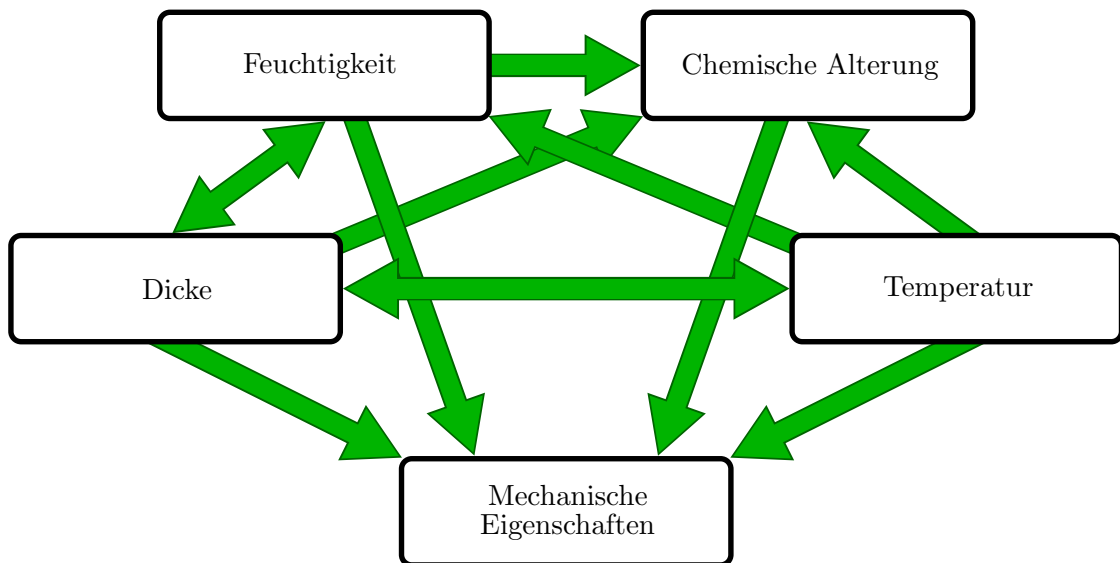 Feuchtigkeit
Chemische Alterung
Dicke
Temperatur
Mechanische
Eigenschaften